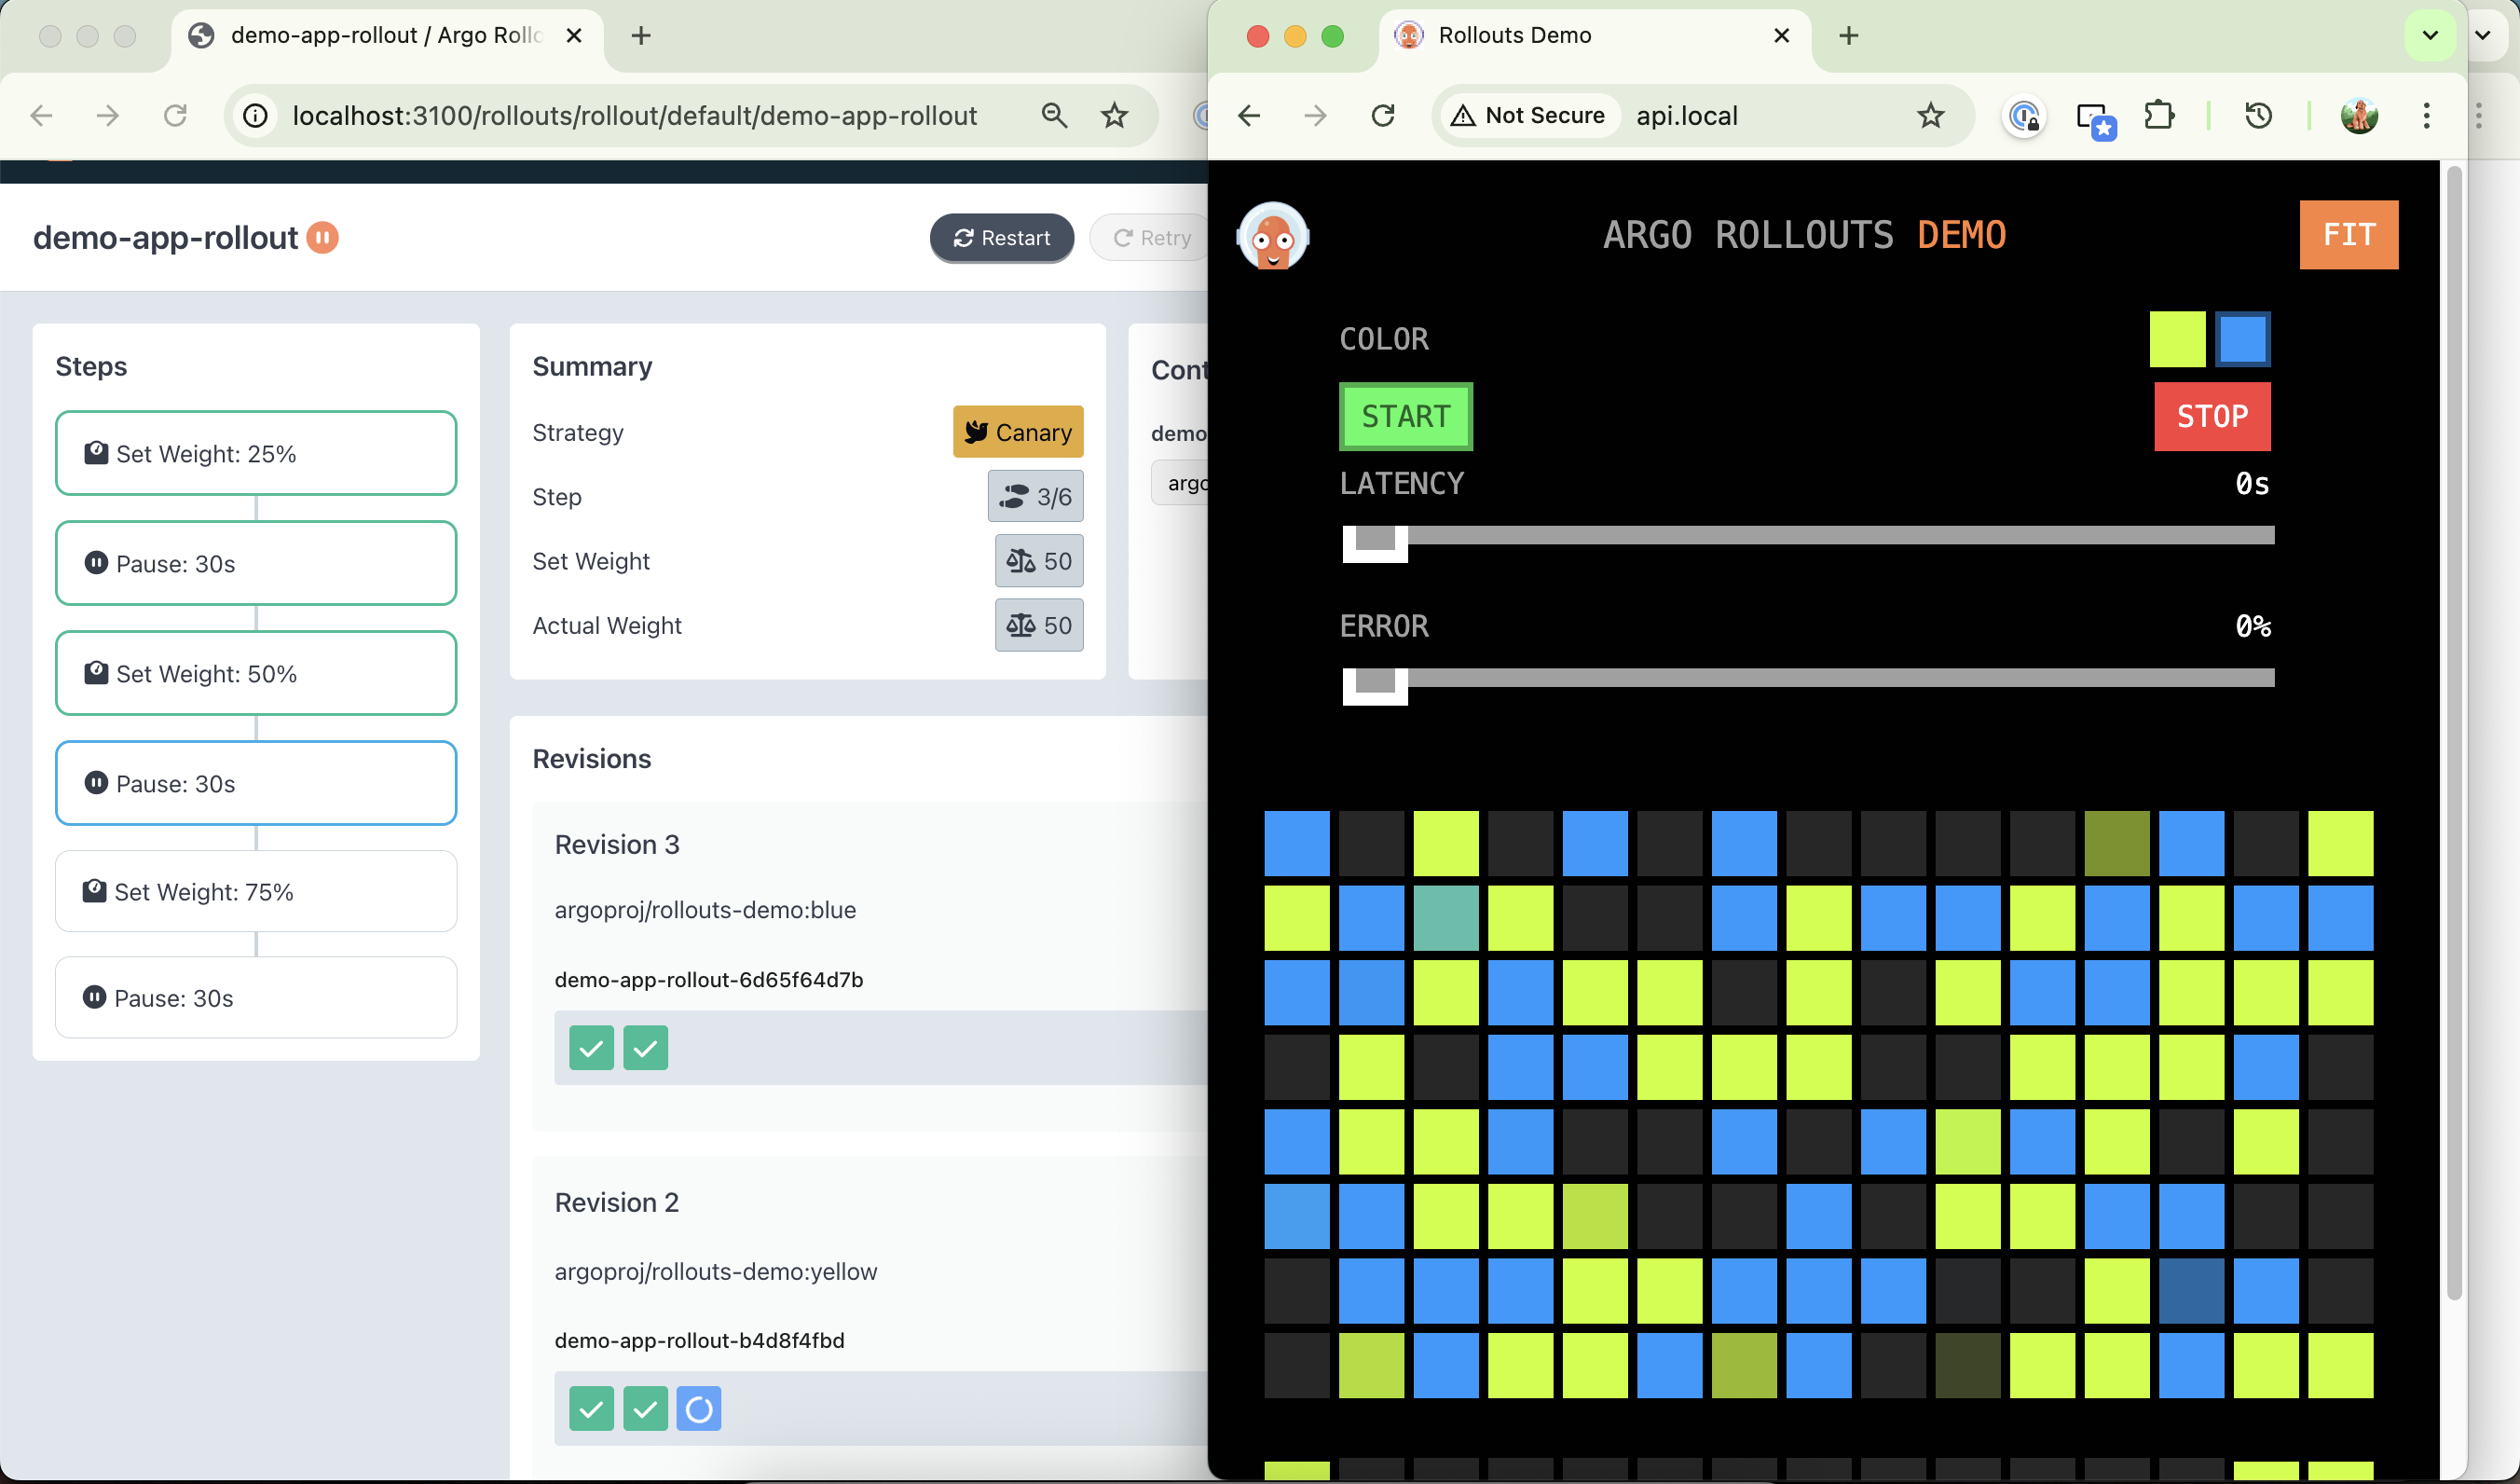 demo-app-rollout / Argo Rollo
localhost:3100/rollouts/rollout/default/demo-app-rollout
demo-app-rollout
Restart
Retry
Steps
Set Weight: 25%
Pause: 30s
Set Weight: 50%
Pause: 30s
Set Weight: 75%
Pause: 30s
Summary
Strategy
Canary
Step
3/6
Set Weight
50
Actual Weight
50
Cont
demo
argo
Revisions
Revision 3
argoproj/rollouts-demo:blue
demo-app-rollout-6d65f64d7b
Revision 2
argoproj/rollouts-demo:yellow
demo-app-rollout-b4d8f4fbd
Rollouts Demo
Not Secure
api.local
ARGO ROLLOUTS DEMO
FIT
COLOR
START
STOP
LATENCY
0s
ERROR
0%